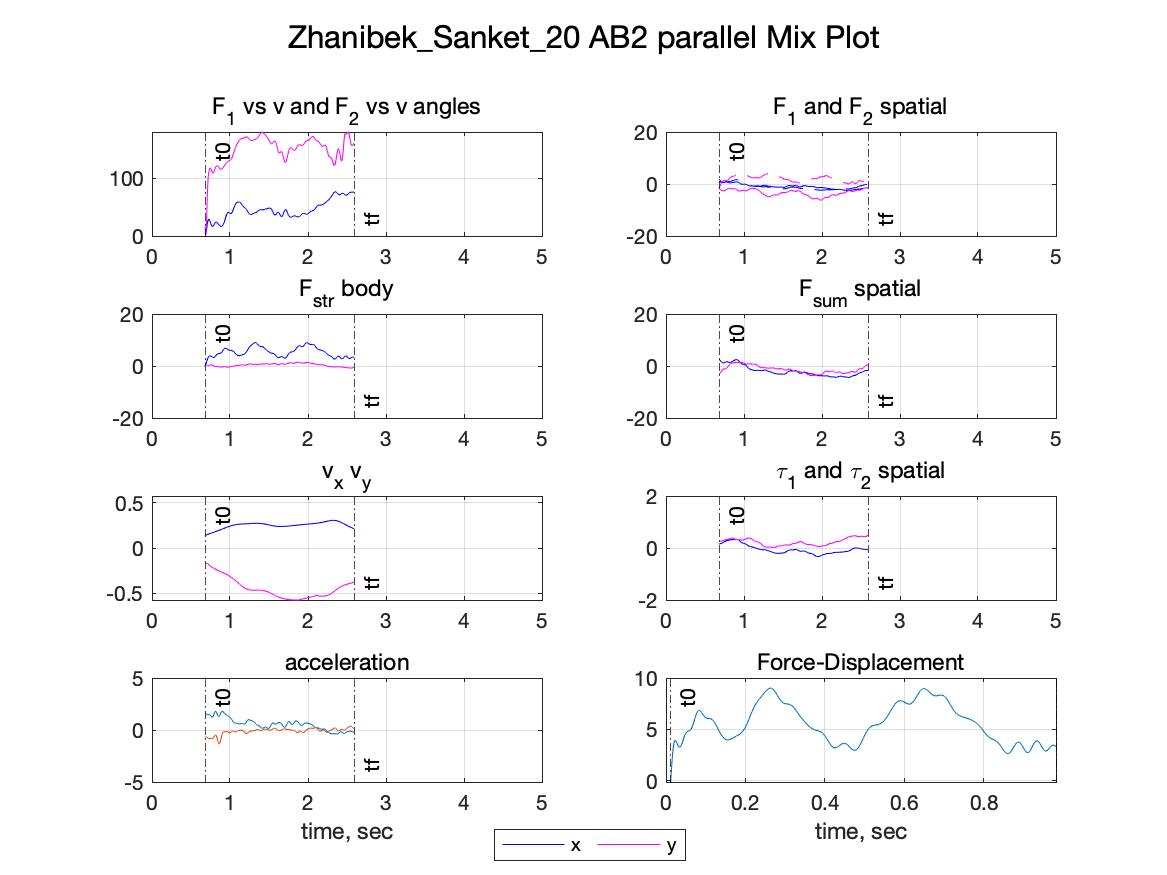 Zhanibek_Sanket_20 AB2 parallel Mix Plot
F1 vs v and F2 vs v angles
100
0
t0
tf
0 1 2 3 4 5
F1 and F2 spatial
20
0
-20
t0
tf
0 1 2 3 4 5
Fstr body
20
0
-20
t0
tf
0 1 2 3 4 5
Fsum spatial
20
0
-20
t0
tf
0 1 2 3 4 5
vx vy
0.5
0
-0.5
t0
tf
0 1 2 3 4 5
τ1 and τ2 spatial
2
0
-2
t0
tf
0 1 2 3 4 5
acceleration
5
0
-5
t0
tf
0 1 2 3 4 5
time, sec
Force-Displacement
10
5
0
t0
0 0.2 0.4 0.6 0.8
time, sec
x y